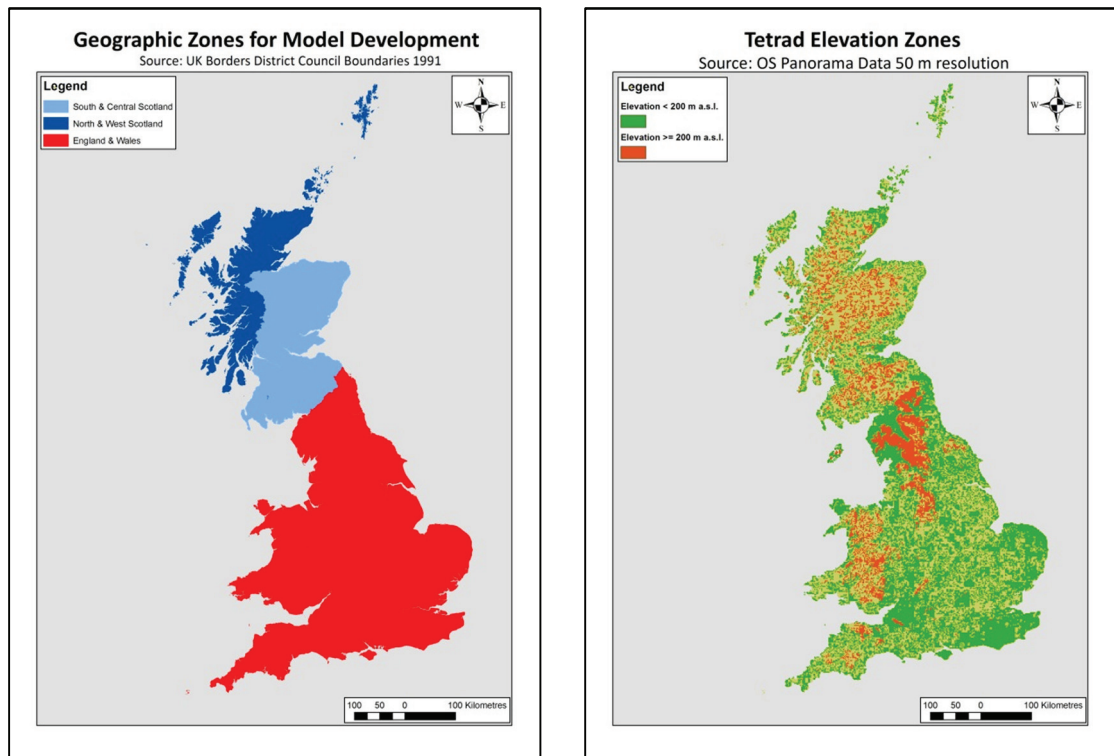 Geographic Zones for Model Development
Source: UK Borders District Council Boundaries 1991
Legend
South & Central Scotland
North & West Scotland
England & Wales
N
W E
S
100 50 0 100 Kilometres
Tetrad Elevation Zones
Source: OS Panorama Data 50 m resolution
Legend
Elevation < 200 m a.s.l.
Elevation >= 200 m a.s.l.
N
W E
S
100 50 0 100 Kilometres